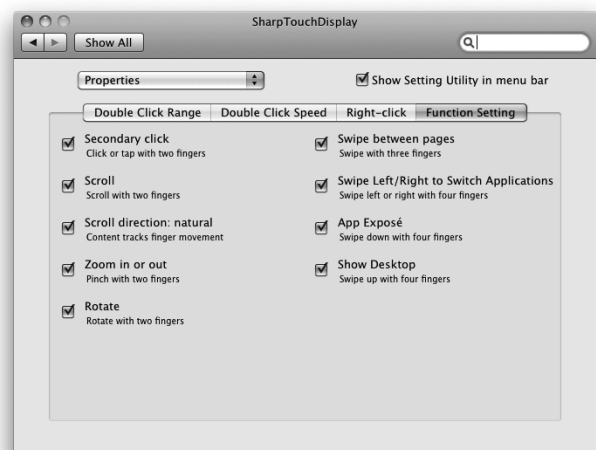 SharpTouchDisplay
Show All
Properties
Show Setting Utility in menu bar
Double Click Range Double Click Speed Right-click Function Setting
Secondary click
Click or tap with two fingers
Scroll
Scroll with two fingers
Scroll direction: natural
Content tracks finger movement
Zoom in or out
Pinch with two fingers
Rotate
Rotate with two fingers
Swipe between pages
Swipe with three fingers
Swipe Left/Right to Switch Applications
Swipe left or right with four fingers
App Exposé
Swipe down with four fingers
Show Desktop
Swipe up with four fingers